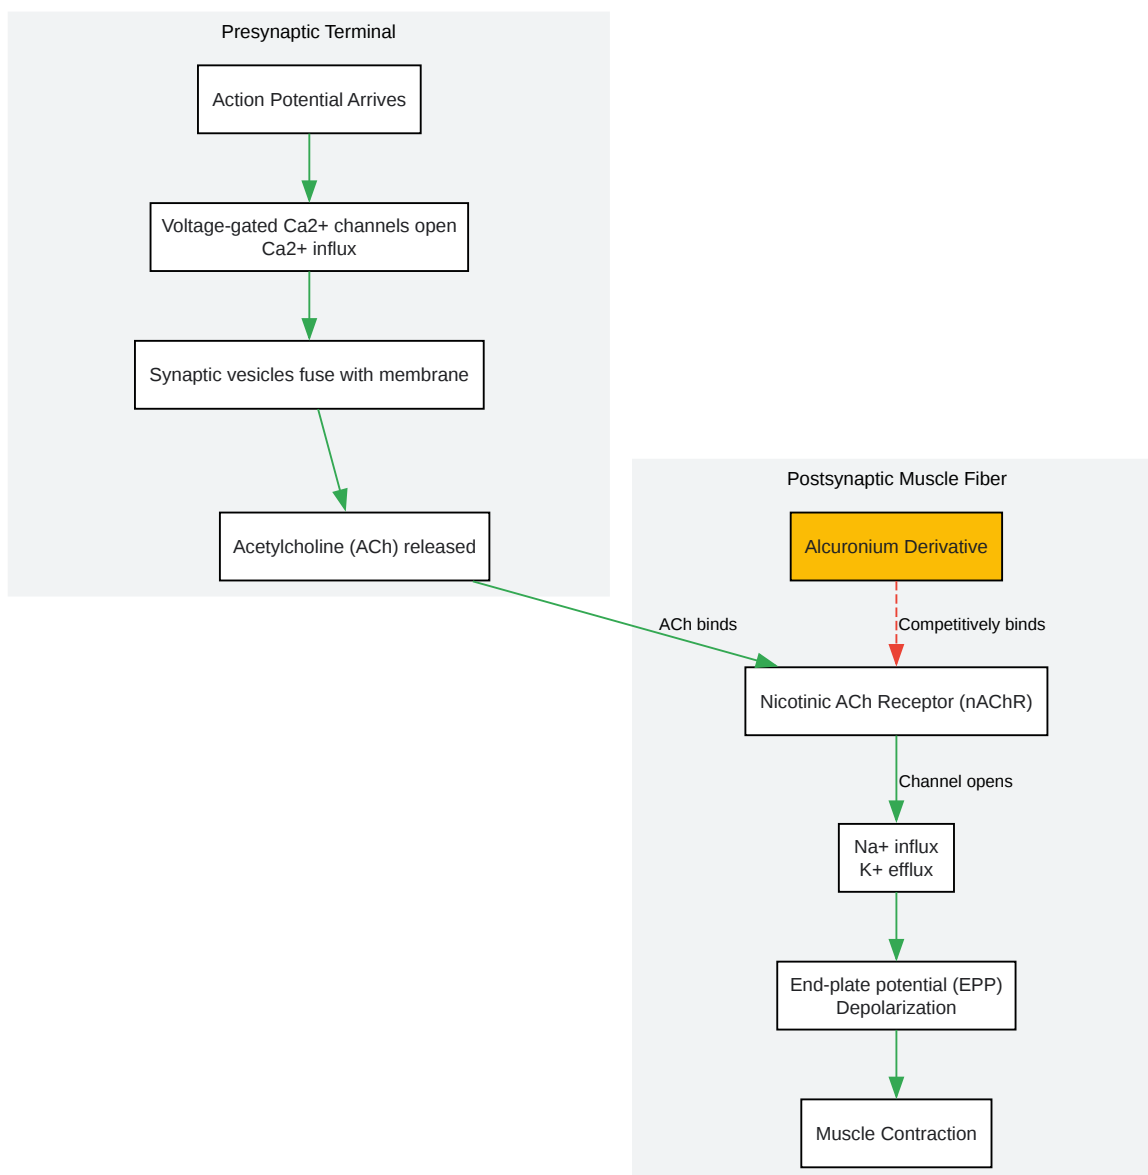 Presynaptic Terminal
Action Potential Arrives
Voltage-gated Ca2+ channels open
Ca2+ influx
Synaptic vesicles fuse with membrane
Acetylcholine (ACh) released
Postsynaptic Muscle Fiber
Alcuronium Derivative
ACh binds
Competitively binds
Nicotinic ACh Receptor (nAChR)
Channel opens
Na+ influx
K+ efflux
End-plate potential (EPP)
Depolarization
Muscle Contraction